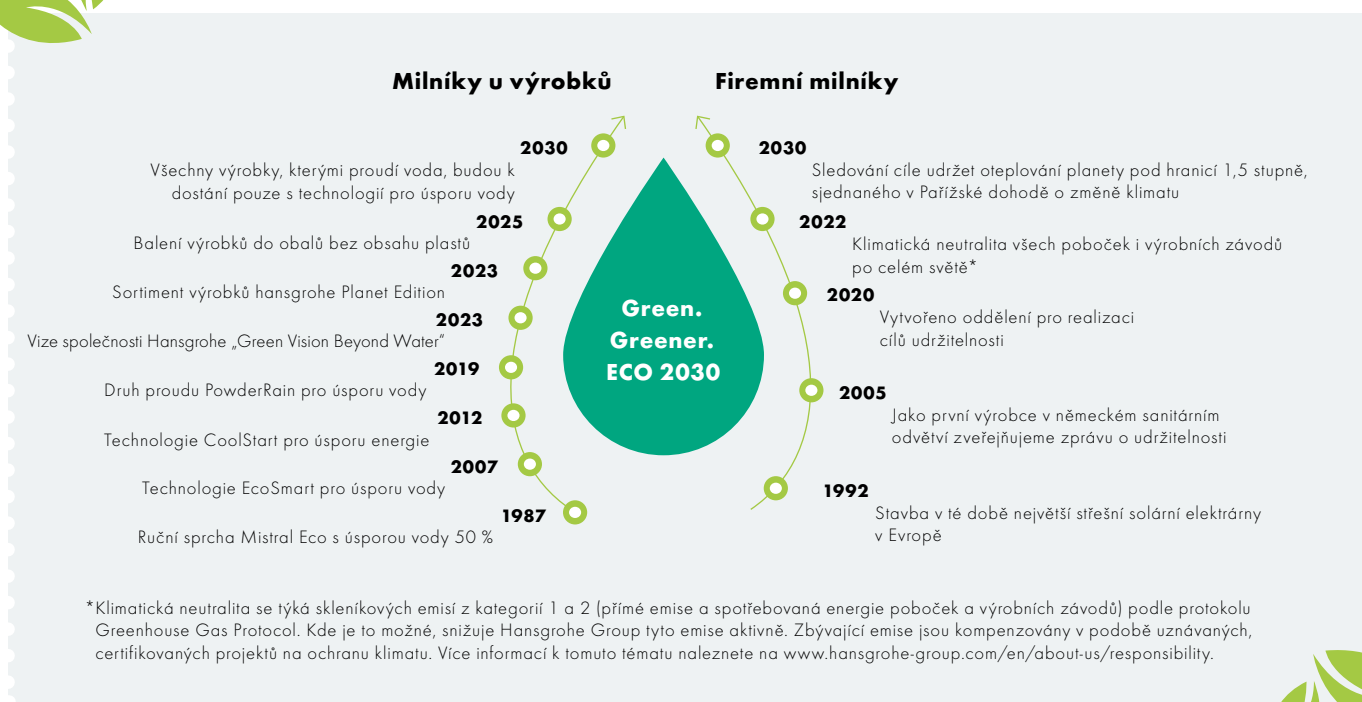 Milníky u výrobků
2030
Všechny výrobky, kterými proudí voda, budou k
dostání pouze s technologií pro úsporu vody
2025
Balení výrobků do obalů bez obsahu plastů
2023
Sortiment výrobků hansgrohe Planet Edition
2023
Vize společnosti Hansgrohe „Green Vision Beyond Water“
2019
Druh proudu PowderRain pro úsporu vody
2012
Technologie CoolStart pro úsporu energie
2007
Technologie EcoSmart pro úsporu vody
1987
Ruční sprcha Mistral Eco s úsporou vody 50 %
Green.
Greener.
ECO 2030
Firemní milníky
2030
Sledování cíle udržet oteplování planety pod hranicí 1,5 stupně,
sjednaného v Pařížské dohodě o změně klimatu
2022
Klimatická neutralita všech poboček i výrobních závodů
po celém světě*
2020
Vytvořeno oddělení pro realizaci
cílů udržitelnosti
2005
Jako první výrobce v německém sanitárním
odvětví zveřejňujeme zprávu o udržitelnosti
1992
Stavba v té době největší střešní solární elektrárny
v Evropě
*Klimatická neutralita se týká skleníkových emisí z kategorií 1 a 2 (přímé emise a spotřebovaná energie poboček a výrobních závodů) podle protokolu
Greenhouse Gas Protocol. Kde je to možné, snižuje Hansgrohe Group tyto emise aktivně. Zbývající emise jsou kompenzovány v podobě uznávaných,
certifikovaných projektů na ochranu klimatu. Více informací k tomuto tématu naleznete na www.hansgrohe-group.com/en/about-us/responsibility.